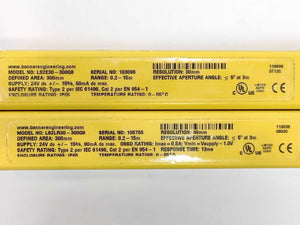 www.bannerengineering.com
MODEL NO: LS2E30-300Q8 SERIAL NO: 103096 RESOLUTION: 30mm
DEFINED AREA: 300mm RANGE: 0.2-15m EFFECTIVE APERTURE ANGLE: ≤ 5° at 3m
SUPPLY: 24V dc +/- 15%, 90mA dc max.
SAFETY RATING: Type 2 per IEC 61496, Cat 2 per EN 954-1
ENCLOSURE RATING: IP65 TEMPERATURE RATING: 0-55°C
LISTED
www.bannerengineering.com
MODEL NO: LS2LR30-300Q8 SERIAL NO: 105705 RESOLUTION: 30mm
DEFINED AREA: 300mm RANGE: 0.2-15m EFFECTIVE APERTURE ANGLE: ≤ 5° at 3m
SUPPLY: 24V dc +/- 15%, 90mA dc max. OSSD RATING: Imax = 0.5A; Vmin = Vsupply - 1.0V
SAFETY RATING: Type 2 per IEC 61496, Cat 2 per EN 954-1 RESPONSE TIME: 13ms
ENCLOSURE RATING: IP65 TEMPERATURE RATING: 0-55°C
LISTED